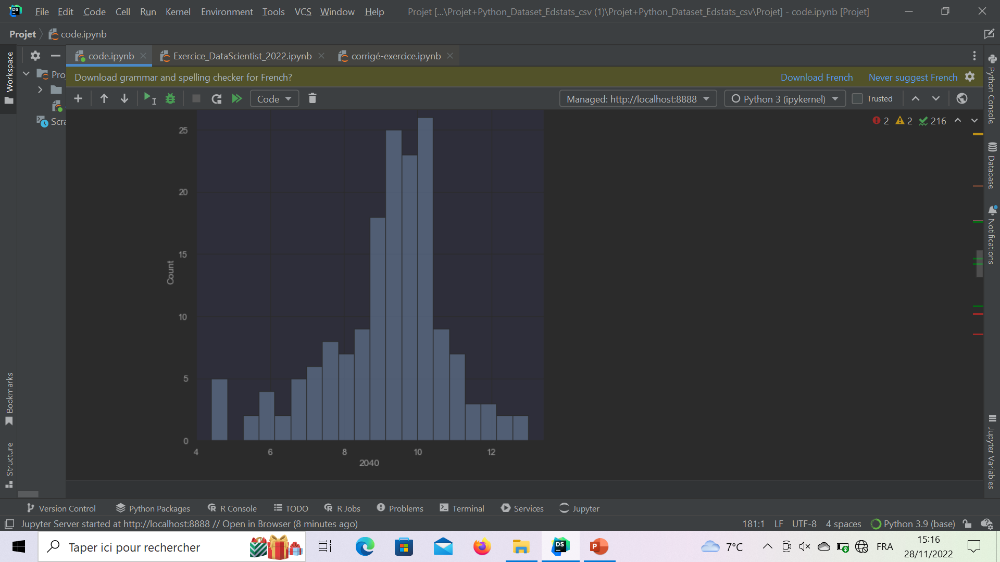 DS File Edit Code Cell Run Kernel Environment Tools VCS Window Help Projet [...\Projet+Python_Dataset_Edstats_csv (1)\Projet+Python_Dataset_Edstats_csv\Projet] - code.ipynb [Projet]
Projet code.ipynb
code.ipynb Exercice_DataScientist_2022.ipynb corrigé-exercice.ipynb
Workspace
Proj
Scra
Download grammar and spelling checker for French? Download French Never suggest French
Code Managed: http://localhost:8888 Python 3 (ipykernel) Trusted
2 2 216
25
20
15
10
5
0
Count
4 6 8 10 12
2040
Bookmarks
Structure
Python Console
Database
Notifications
Jupyter Variables
Version Control Python Packages R Console TODO R Jobs Problems Terminal Services Jupyter
Jupyter Server started at http://localhost:8888 // Open in Browser (8 minutes ago) 181:1 LF UTF-8 4 spaces Python 3.9 (base)
Taper ici pour rechercher DS P 7°C FRA 15:16
28/11/2022